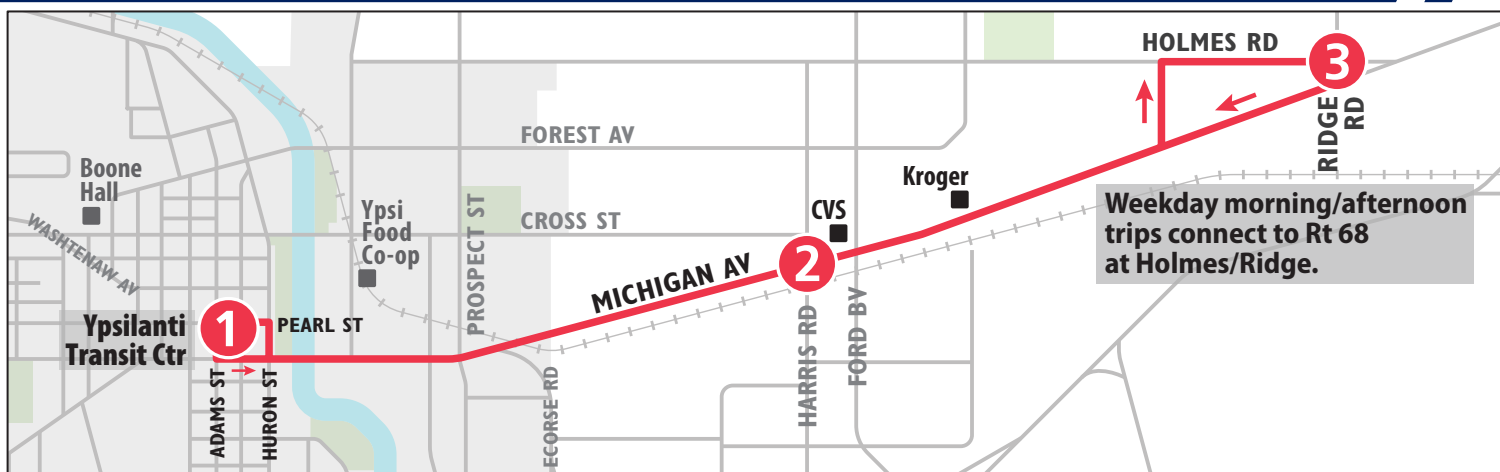 HOLMES RD
3
RIDGE
RD
FOREST AV
Boone
Hall
Kroger
Ypsi
Food
Co-op
PROSPECT ST
CROSS ST
CVS
Weekday morning/afternoon
trips connect to Rt 68
at Holmes/Ridge.
WASHTENAW AV
2
MICHIGAN AV
Ypsilanti
Transit Ctr
1
PEARL ST
HARRIS RD
FORD BV
ADAMS ST
HURON ST
ECORSE RD